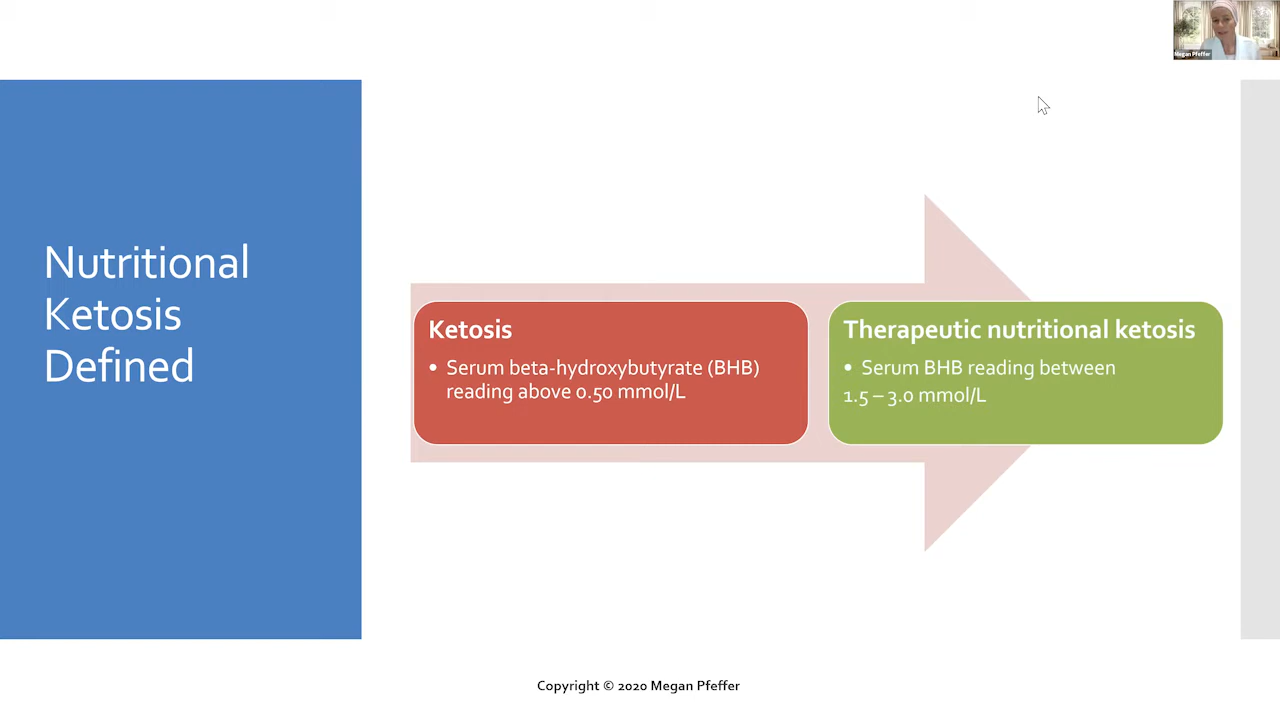 Megan Pfeffer
Nutritional
Ketosis
Defined
Ketosis
• Serum beta-hydroxybutyrate (BHB)
reading above 0.50 mmol/L
Therapeutic nutritional ketosis
• Serum BHB reading between
1.5 – 3.0 mmol/L
Copyright © 2020 Megan Pfeffer